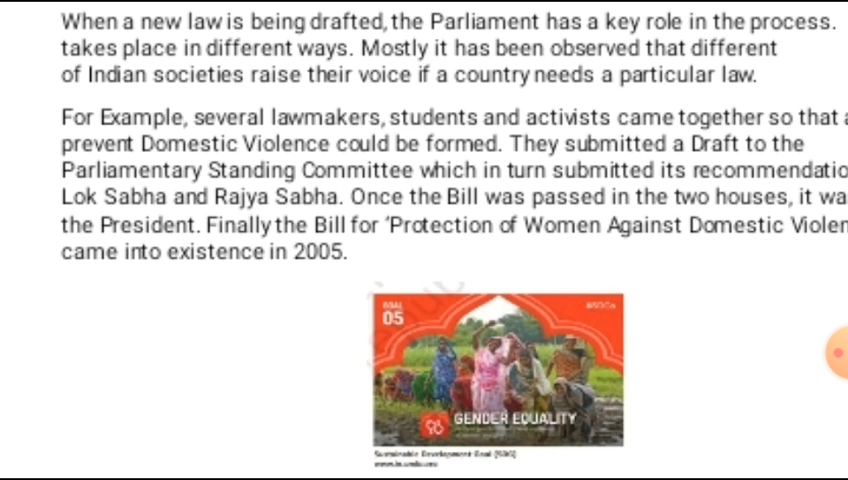 When a new law is being drafted, the Parliament has a key role in the process.
takes place in different ways. Mostly it has been observed that different
of Indian societies raise their voice if a country needs a particular law.
For Example, several lawmakers, students and activists came together so that a
prevent Domestic Violence could be formed. They submitted a Draft to the
Parliamentary Standing Committee which in turn submitted its recommendatio
Lok Sabha and Rajya Sabha. Once the Bill was passed in the two houses, it wa
the President. Finally the Bill for ‘Protection of Women Against Domestic Violen
came into existence in 2005.
GOAL
05
GENDER EQUALITY
Sustainable Development Goal (SDG)